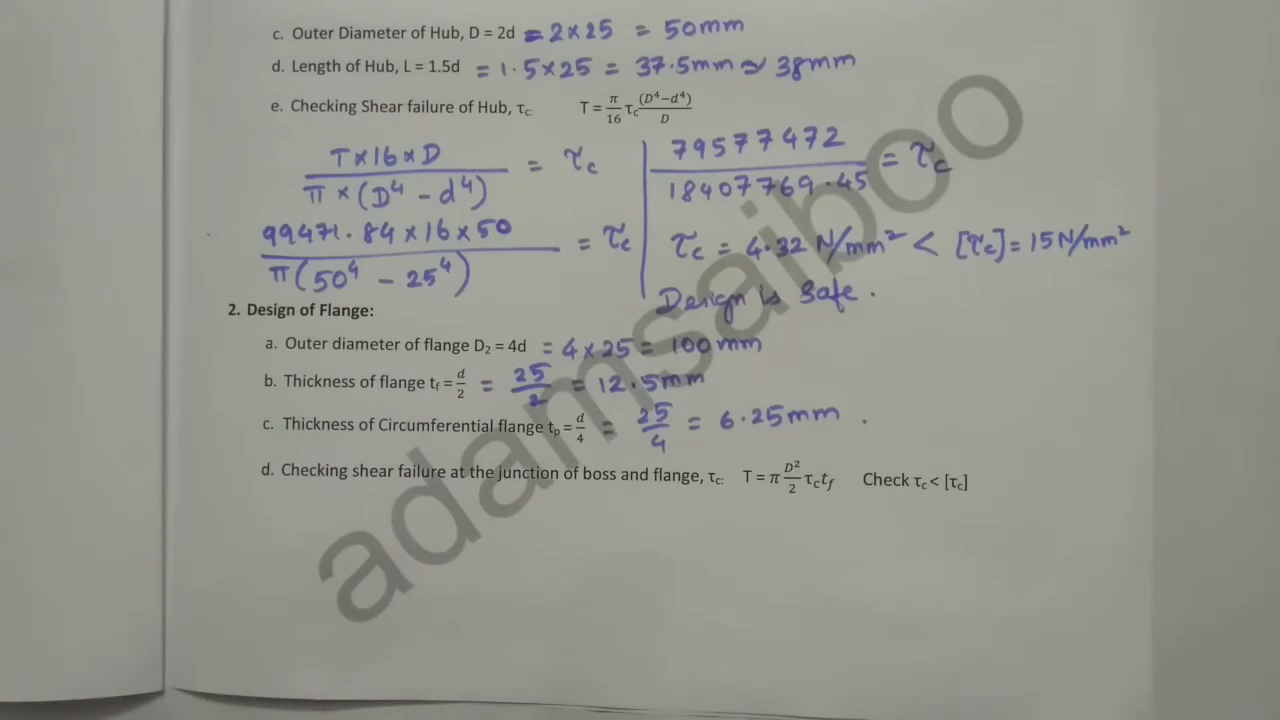 c. Outer Diameter of Hub, D = 2d = 2×25 = 50mm
d. Length of Hub, L = 1.5d = 1.5×25 = 37.5mm ≃ 38mm
e. Checking Shear failure of Hub, τc: T = π/16 τc (D⁴−d⁴)/D
T×16×D / π×(D⁴ − d⁴) = τc
99471.84×16×50 / π(50⁴ − 25⁴) = τc
79577472 / 18407769.45 = τc
τc = 4.32 N/mm² < [τc] = 15N/mm²
Design is Safe.
2. Design of Flange:
a. Outer diameter of flange D₂ = 4d = 4×25 = 100mm
b. Thickness of flange tf = d/2 = 25/2 = 12.5mm
c. Thickness of Circumferential flange tp = d/4 = 25/4 = 6.25mm.
d. Checking shear failure at the junction of boss and flange, τc: T = π D²/2 τc tf Check τc < [τc]
adamsaiboo